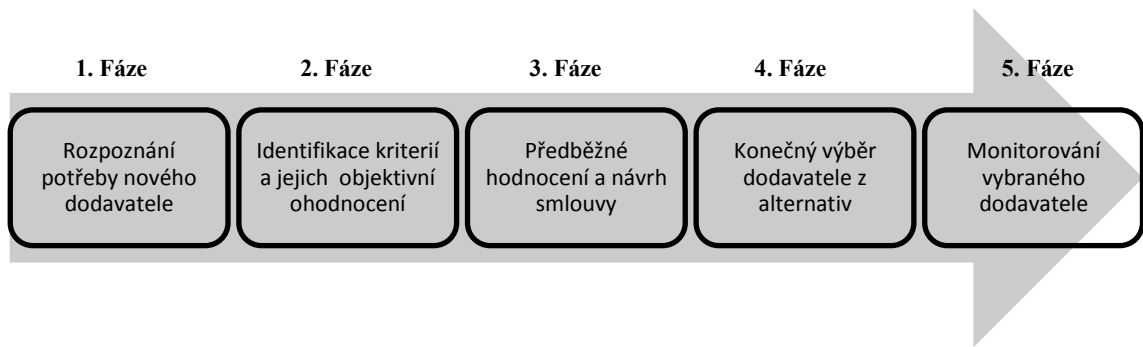 1. Fáze
2. Fáze
3. Fáze
4. Fáze
5. Fáze
Rozpoznání
potřeby nového
dodavatele
Identifikace kriterií
a jejich objektivní
ohodnocení
Předběžné
hodnocení a návrh
smlouvy
Konečný výběr
dodavatele z
alternativ
Monitorování
vybraného
dodavatele